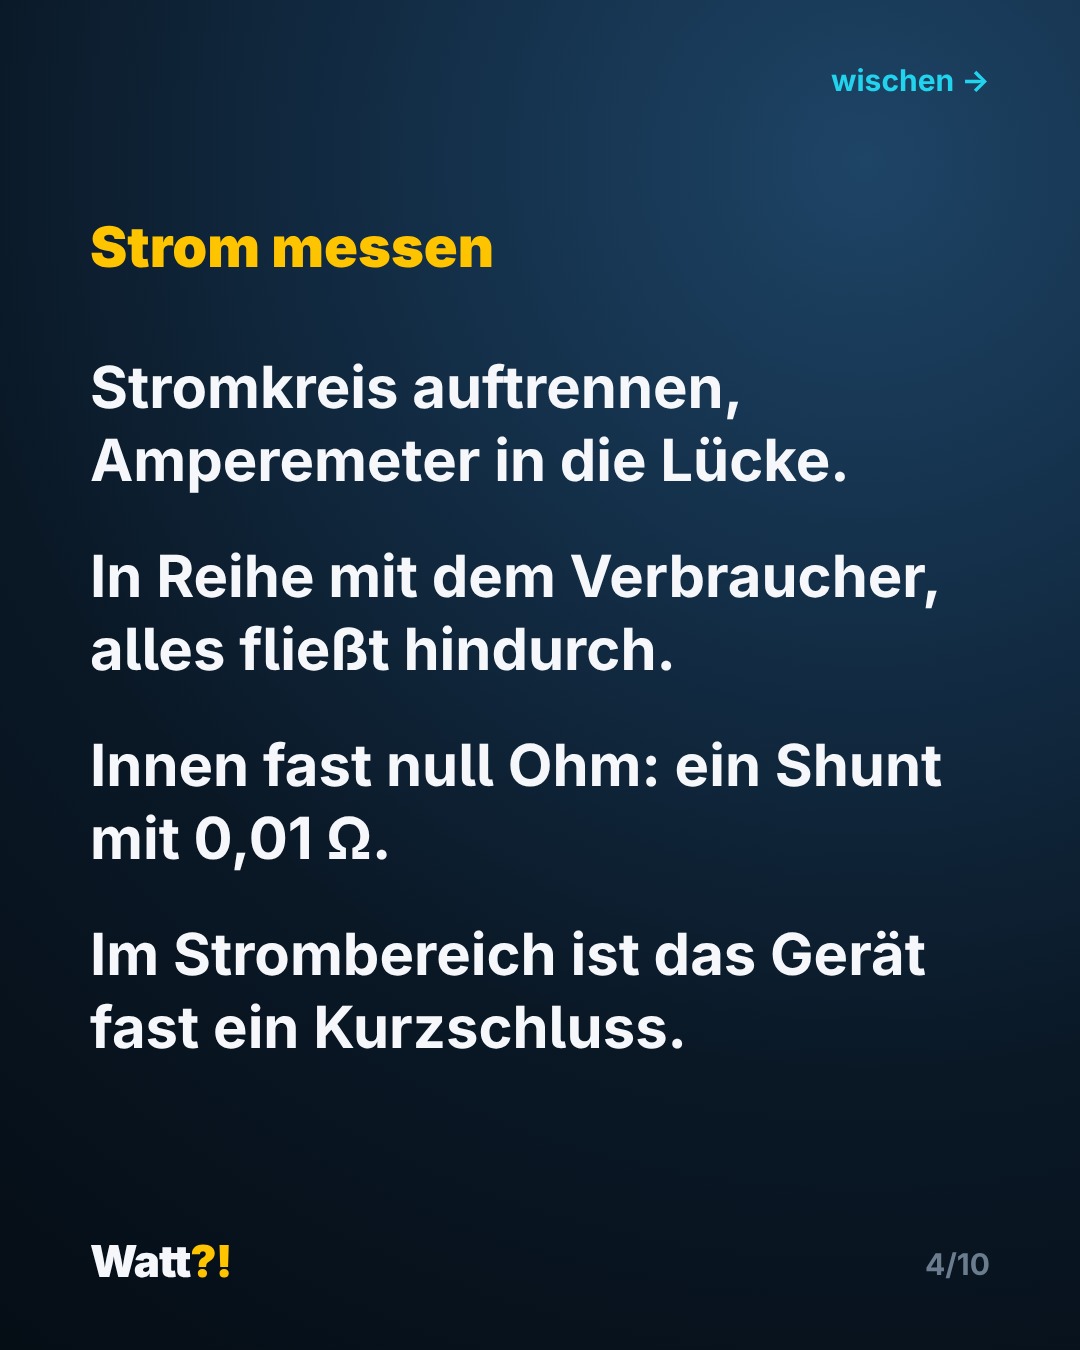 wischen →
Strom messen
Stromkreis auftrennen,
Amperemeter in die Lücke.
In Reihe mit dem Verbraucher,
alles fließt hindurch.
Innen fast null Ohm: ein Shunt
mit 0,01 Ω.
Im Strombereich ist das Gerät
fast ein Kurzschluss.
Watt?!
4/10